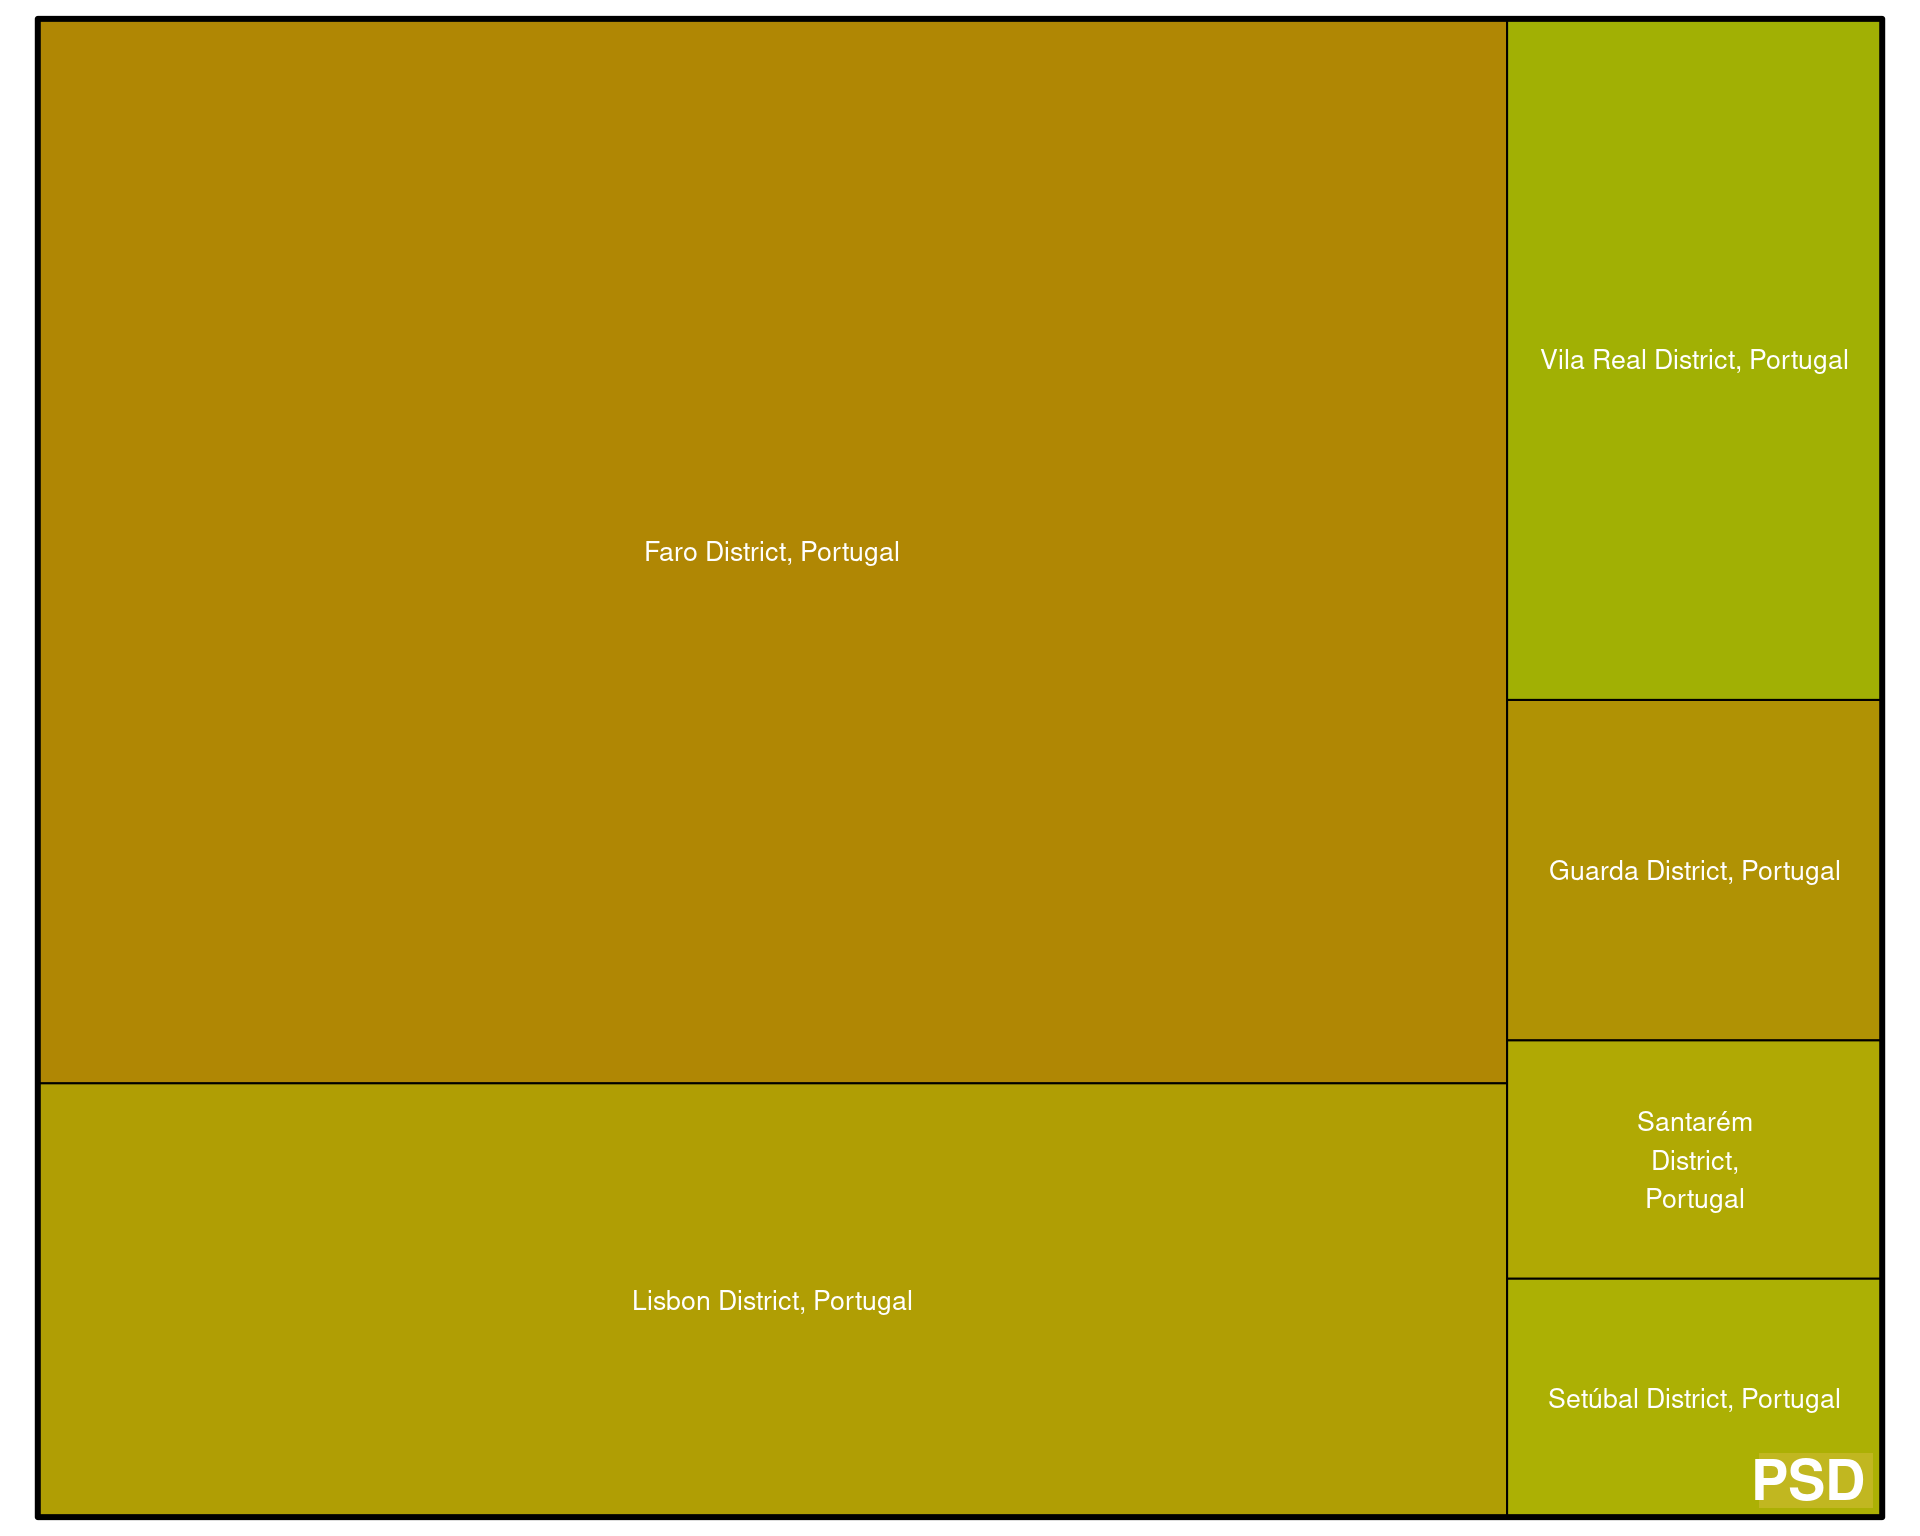 Faro District, Portugal
Lisbon District, Portugal
Vila Real District, Portugal
Guarda District, Portugal
Santarém
District,
Portugal
Setúbal District, Portugal
PSD